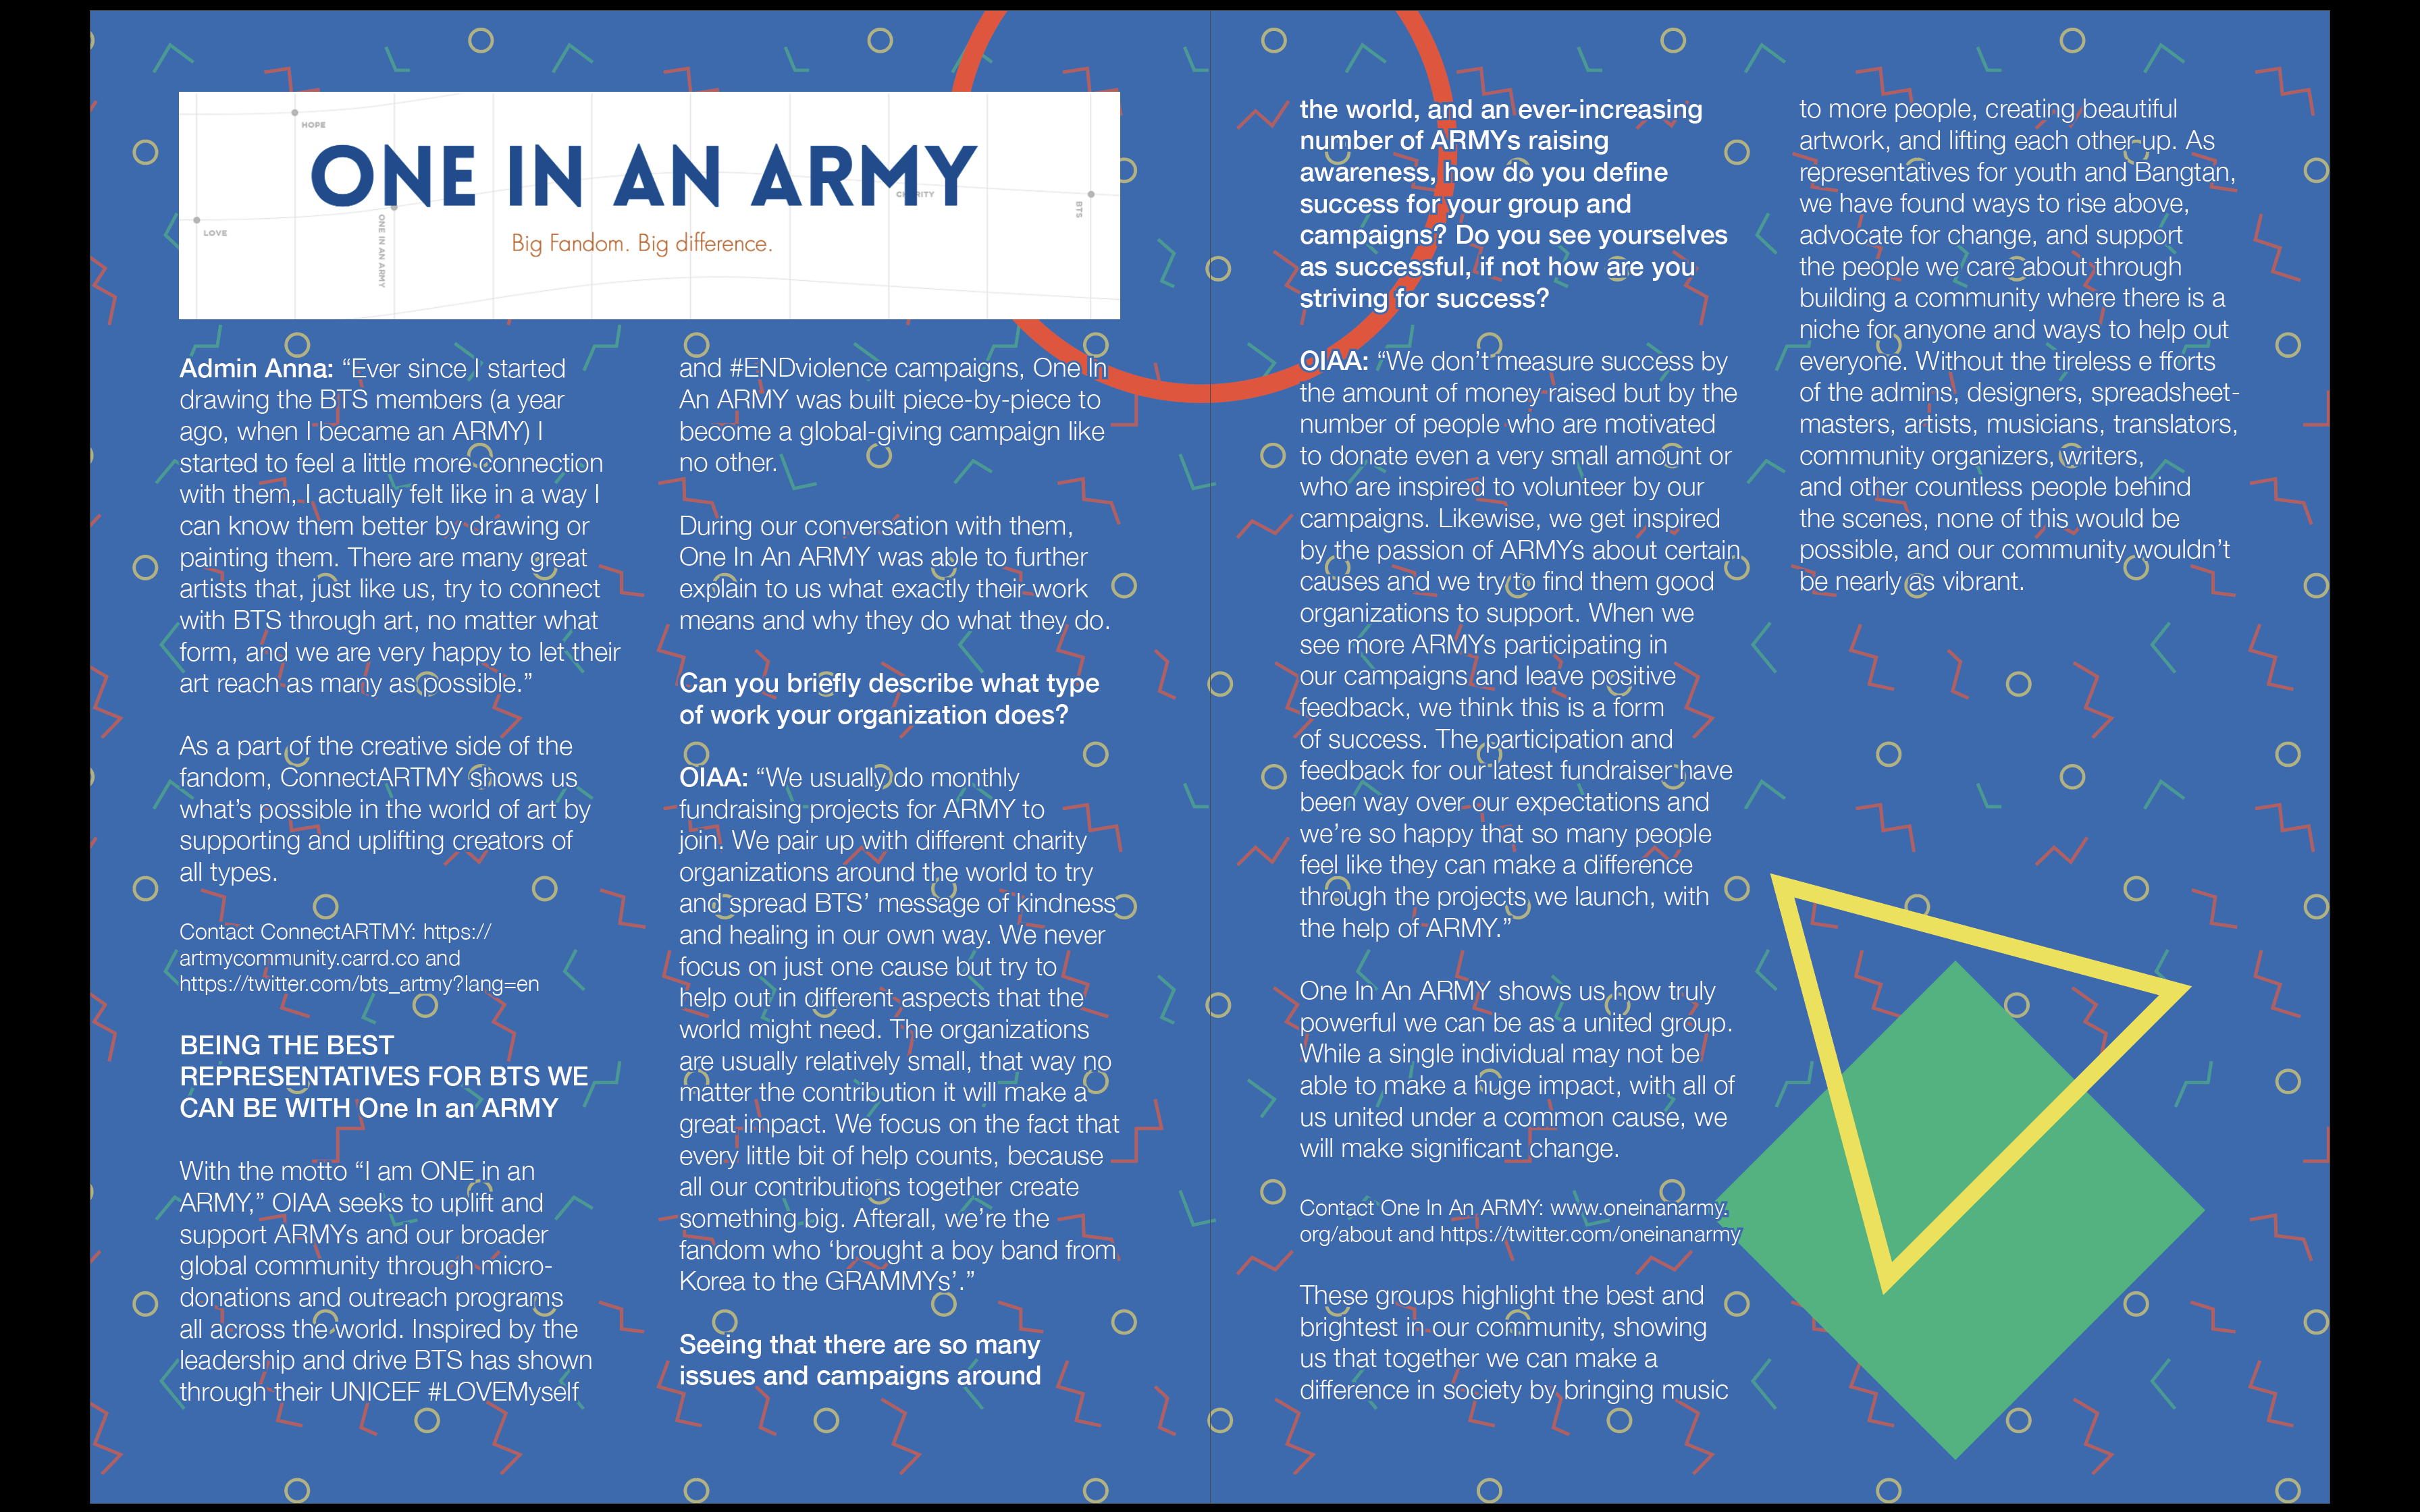 HOPE
ONE IN AN ARMY
LOVE
ONE IN AN ARMY
BTS
Big Fandom. Big difference.
Admin Anna: “Ever since I started
drawing the BTS members (a year
ago, when I became an ARMY) I
started to feel a little more connection
with them, I actually felt like in a way I
can know them better by drawing or
painting them. There are many great
artists that, just like us, try to connect
with BTS through art, no matter what
form, and we are very happy to let their
art reach as many as possible.”
As a part of the creative side of the
fandom, ConnectARTMY shows us
what’s possible in the world of art by
supporting and uplifting creators of
all types.
Contact ConnectARTMY: https://
artmycommunity.carrd.co and
https://twitter.com/bts_artmy?lang=en
BEING THE BEST
REPRESENTATIVES FOR BTS WE
CAN BE WITH One In an ARMY
With the motto “I am ONE in an
ARMY,” OIAA seeks to uplift and
support ARMYs and our broader
global community through micro-
donations and outreach programs
all across the world. Inspired by the
leadership and drive BTS has shown
through their UNICEF #LOVEMyself
and #ENDviolence campaigns, One In
An ARMY was built piece-by-piece to
become a global-giving campaign like
no other.
During our conversation with them,
One In An ARMY was able to further
explain to us what exactly their work
means and why they do what they do.
Can you briefly describe what type
of work your organization does?
OIAA: “We usually do monthly
fundraising projects for ARMY to
join. We pair up with different charity
organizations around the world to try
and spread BTS’ message of kindness
and healing in our own way. We never
focus on just one cause but try to
help out in different aspects that the
world might need. The organizations
are usually relatively small, that way no
matter the contribution it will make a
great impact. We focus on the fact that
every little bit of help counts, because
all our contributions together create
something big. Afterall, we’re the
fandom who ‘brought a boy band from
Korea to the GRAMMYs’.”
Seeing that there are so many
issues and campaigns around
the world, and an ever-increasing
number of ARMYs raising
awareness, how do you define
success for your group and
campaigns? Do you see yourselves
as successful, if not how are you
striving for success?
OIAA: “We don’t measure success by
the amount of money raised but by the
number of people who are motivated
to donate even a very small amount or
who are inspired to volunteer by our
campaigns. Likewise, we get inspired
by the passion of ARMYs about certain
causes and we try to find them good
organizations to support. When we
see more ARMYs participating in
our campaigns and leave positive
feedback, we think this is a form
of success. The participation and
feedback for our latest fundraiser have
been way over our expectations and
we’re so happy that so many people
feel like they can make a difference
through the projects we launch, with
the help of ARMY.”
One In An ARMY shows us how truly
powerful we can be as a united group.
While a single individual may not be
able to make a huge impact, with all of
us united under a common cause, we
will make significant change.
Contact One In An ARMY: www.oneinanarmy.
org/about and https://twitter.com/oneinanarmy
These groups highlight the best and
brightest in our community, showing
us that together we can make a
difference in society by bringing music
to more people, creating beautiful
artwork, and lifting each other up. As
representatives for youth and Bangtan,
we have found ways to rise above,
advocate for change, and support
the people we care about through
building a community where there is a
niche for anyone and ways to help out
everyone. Without the tireless e fforts
of the admins, designers, spreadsheet-
masters, artists, musicians, translators,
community organizers, writers,
and other countless people behind
the scenes, none of this would be
possible, and our community wouldn’t
be nearly as vibrant.